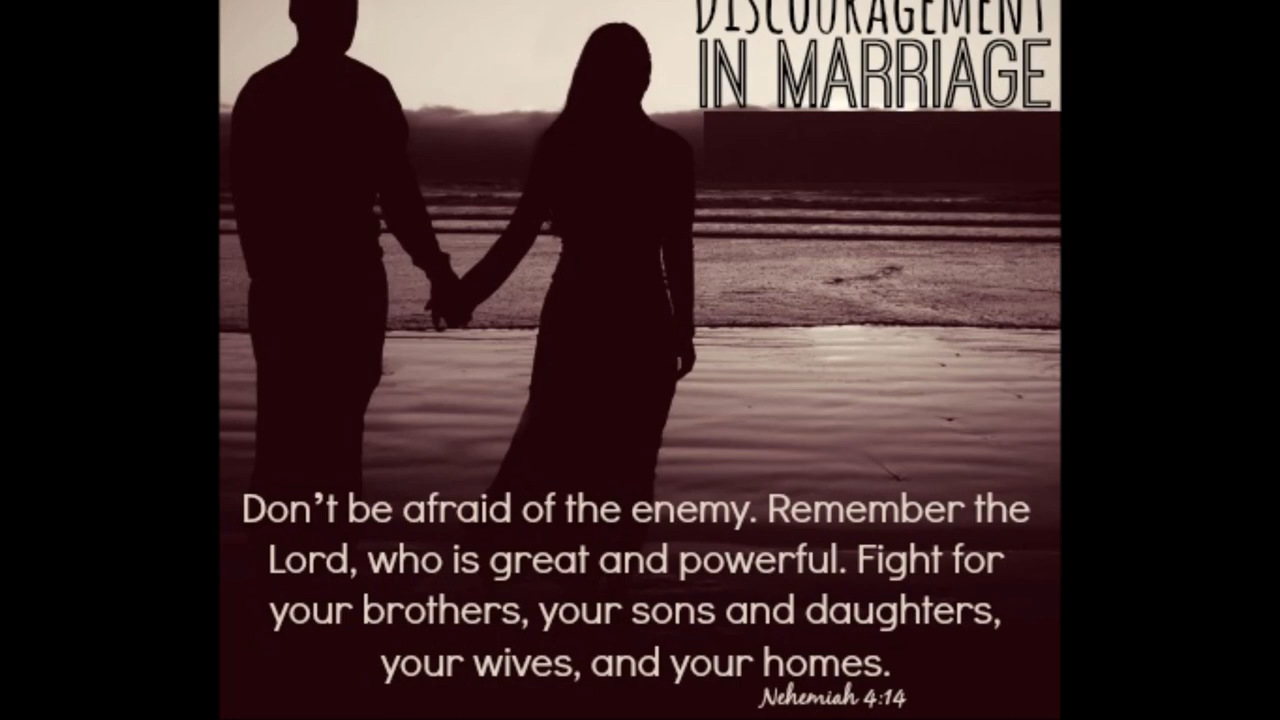 DISCOURAGEMENT
IN MARRIAGE
Don't be afraid of the enemy. Remember the
Lord, who is great and powerful. Fight for
your brothers, your sons and daughters,
your wives, and your homes.
Nehemiah 4:14